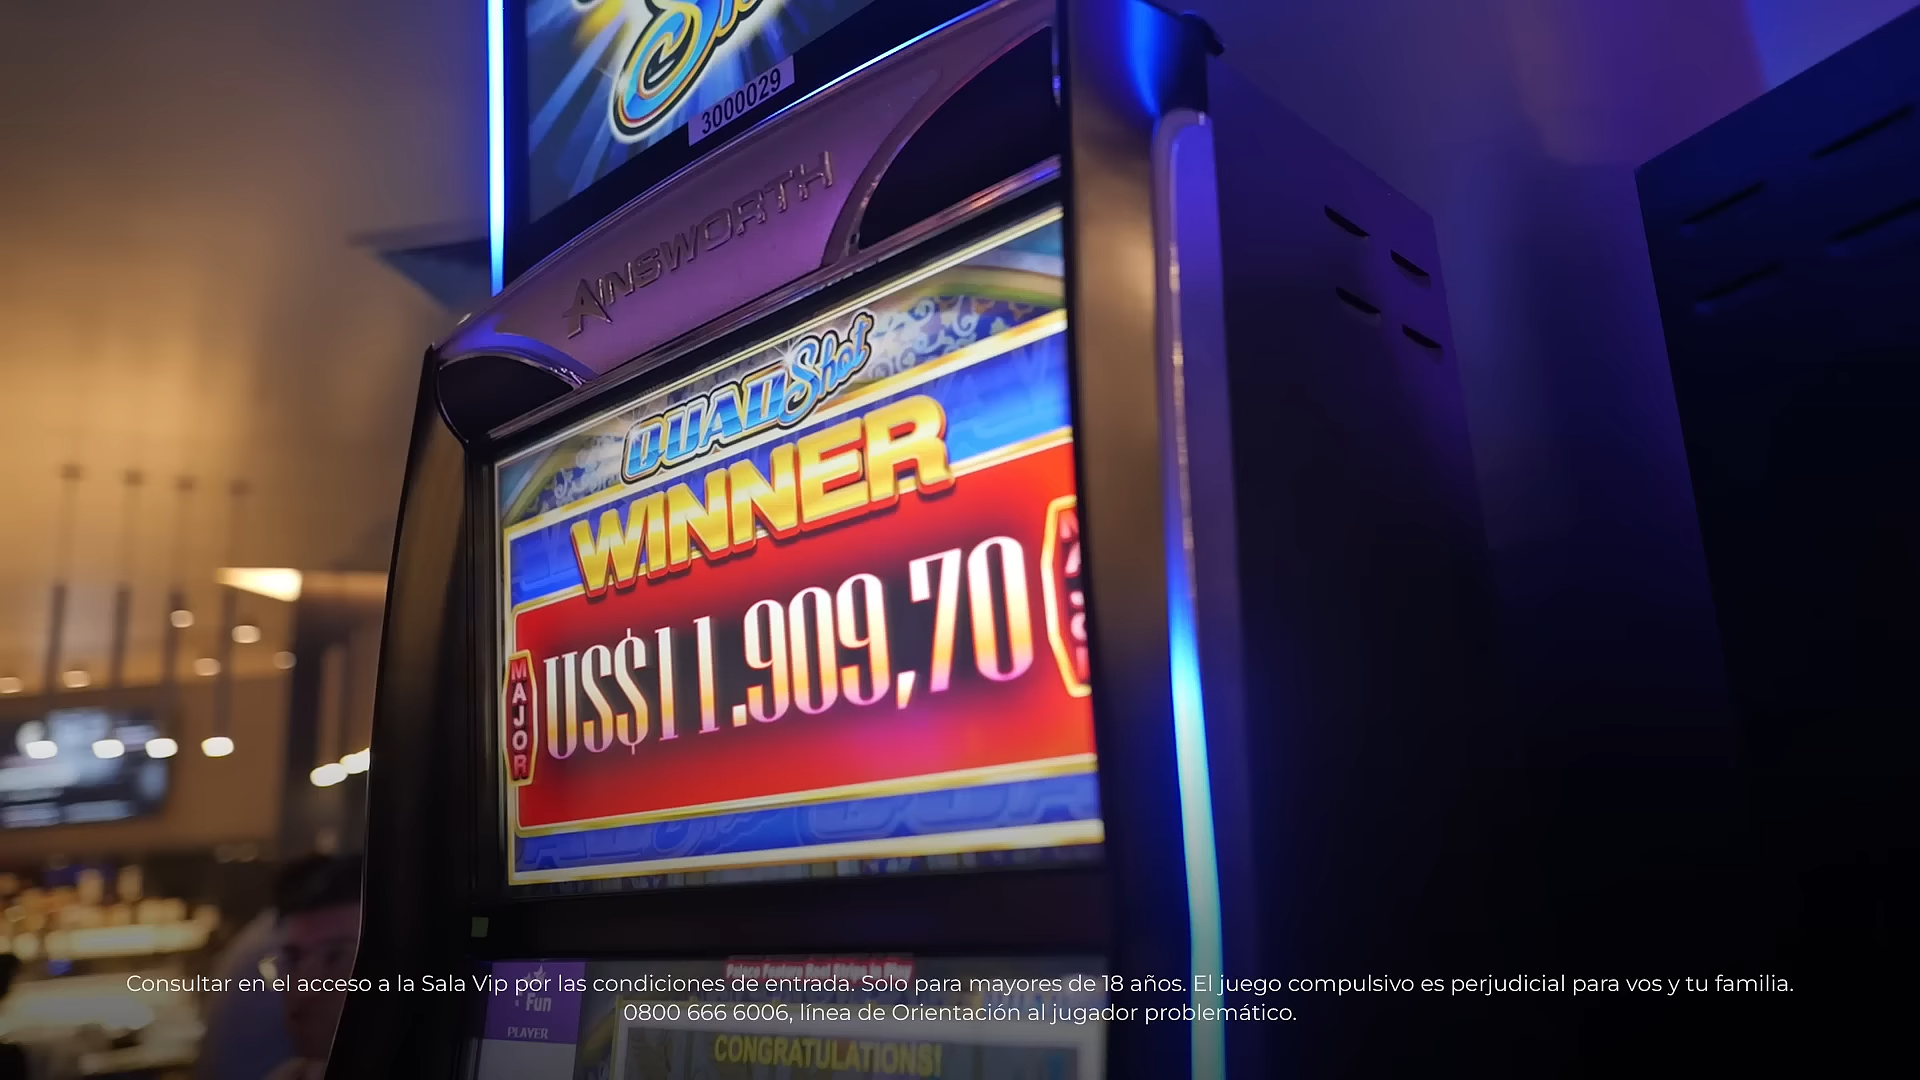 3000029
AINSWORTH
QUAD Shot
WINNER
US$11.909,70
MAJOR
Consultar en el acceso a la Sala Vip por las condiciones de entrada. Solo para mayores de 18 años. El juego compulsivo es perjudicial para vos y tu familia.
0800 666 6006, línea de Orientación al jugador problemático.
Fun
PLAYER
CONGRATULATIONS!